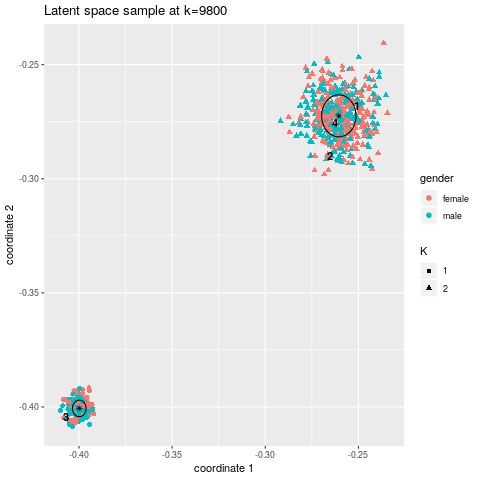 Latent space sample at k=9800
-0.25
-0.30
-0.35
-0.40
coordinate 2
1
4
2
3
-0.40
-0.35
-0.30
-0.25
coordinate 1
gender
female
male
K
1
2